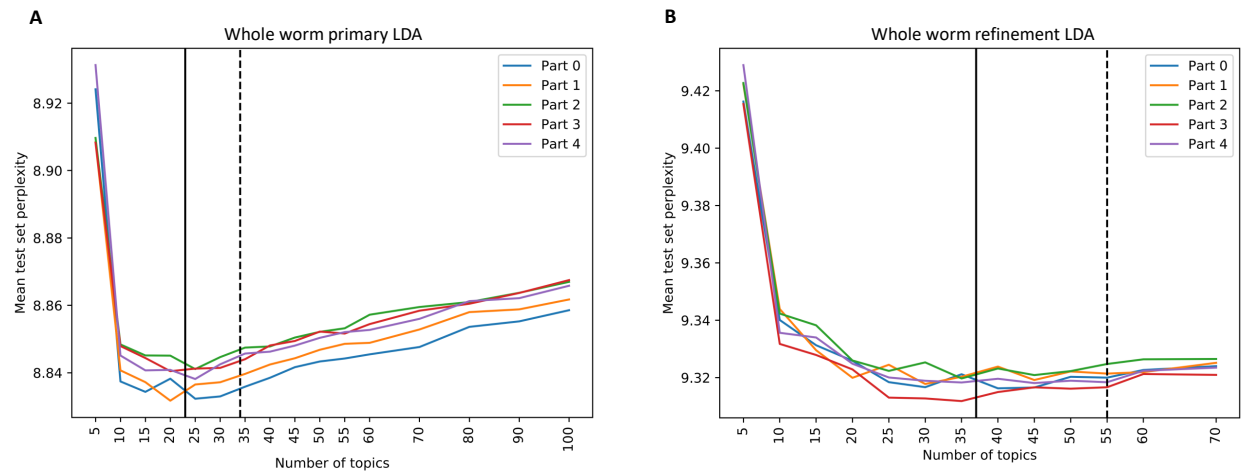 A
Whole worm primary LDA
Mean test set perplexity
8.92
8.90
8.88
8.86
8.84
Part 0
Part 1
Part 2
Part 3
Part 4
5
10
15
20
25
30
35
40
45
50
55
60
70
80
90
100
Number of topics
B
Whole worm refinement LDA
Mean test set perplexity
9.42
9.40
9.38
9.36
9.34
9.32
Part 0
Part 1
Part 2
Part 3
Part 4
5
10
15
20
25
30
35
40
45
50
55
60
70
Number of topics